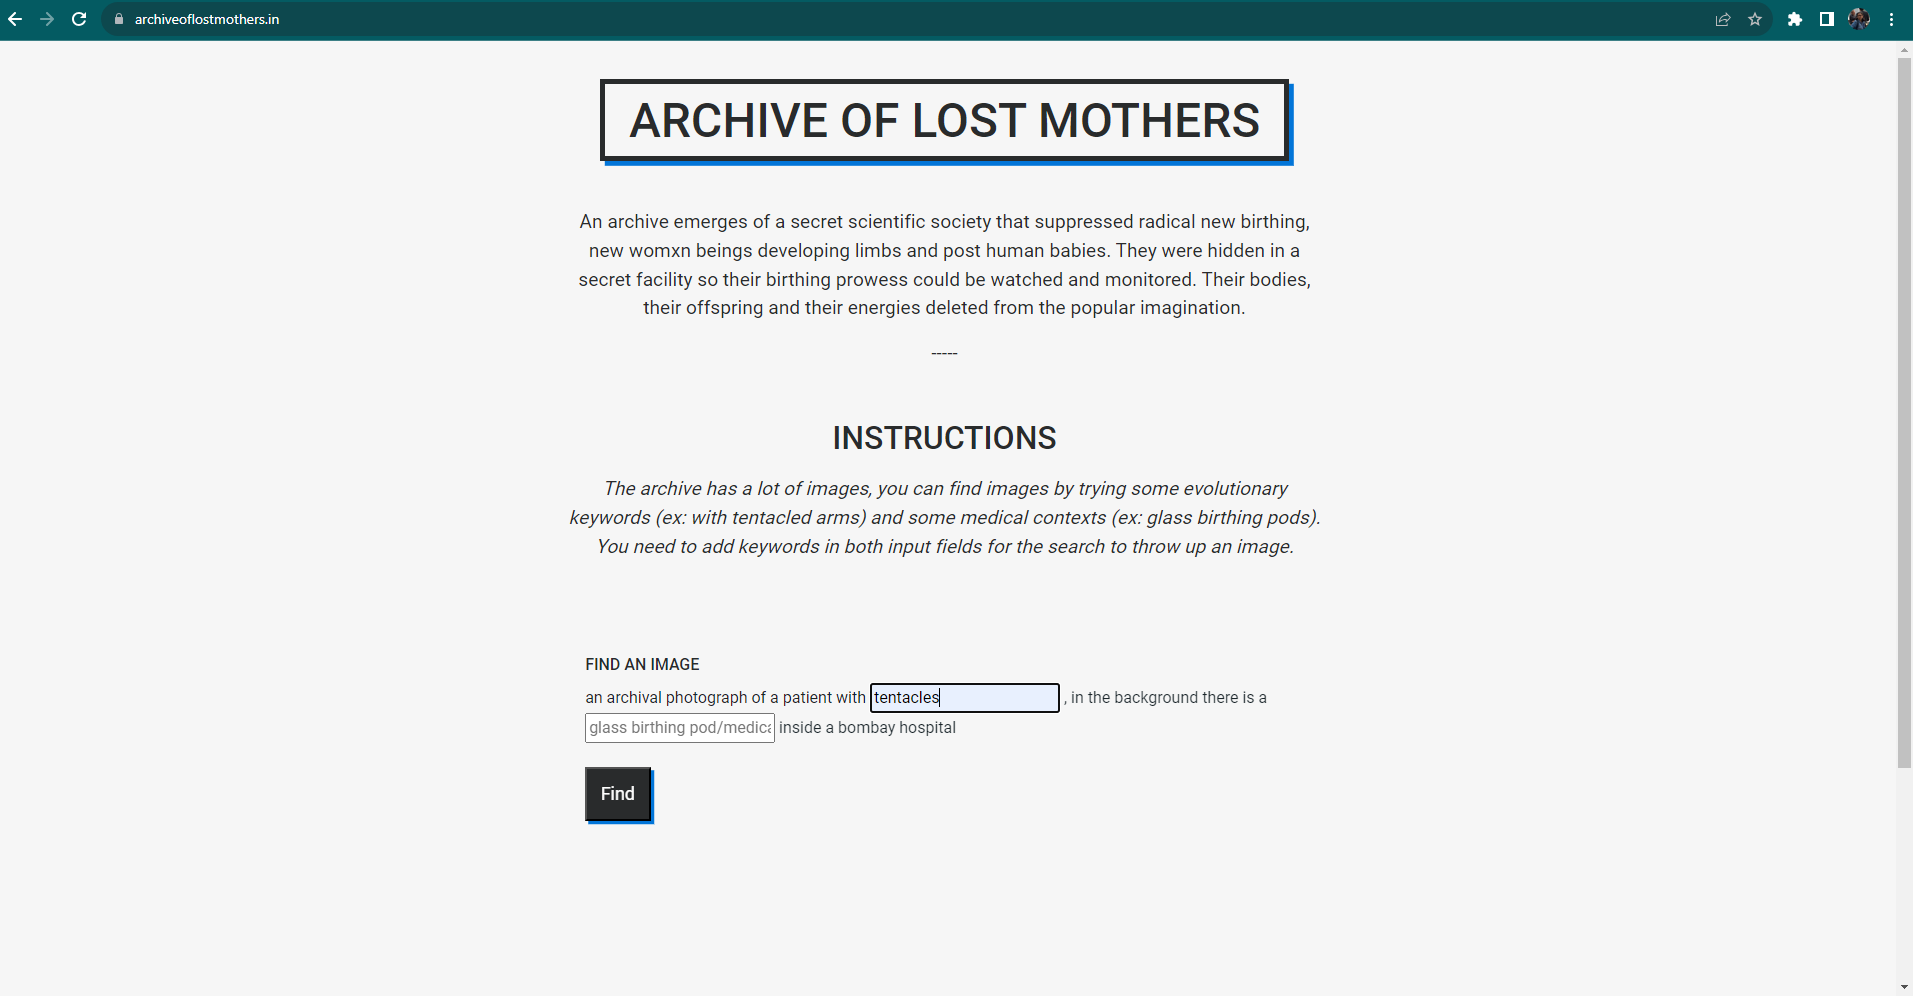 archiveoflostmothers.in
ARCHIVE OF LOST MOTHERS
An archive emerges of a secret scientific society that suppressed radical new birthing,
new womxn beings developing limbs and post human babies. They were hidden in a
secret facility so their birthing prowess could be watched and monitored. Their bodies,
their offspring and their energies deleted from the popular imagination.
-----
INSTRUCTIONS
The archive has a lot of images, you can find images by trying some evolutionary
keywords (ex: with tentacled arms) and some medical contexts (ex: glass birthing pods).
You need to add keywords in both input fields for the search to throw up an image.
FIND AN IMAGE
an archival photograph of a patient with tentacles , in the background there is a
glass birthing pod/medica inside a bombay hospital
Find